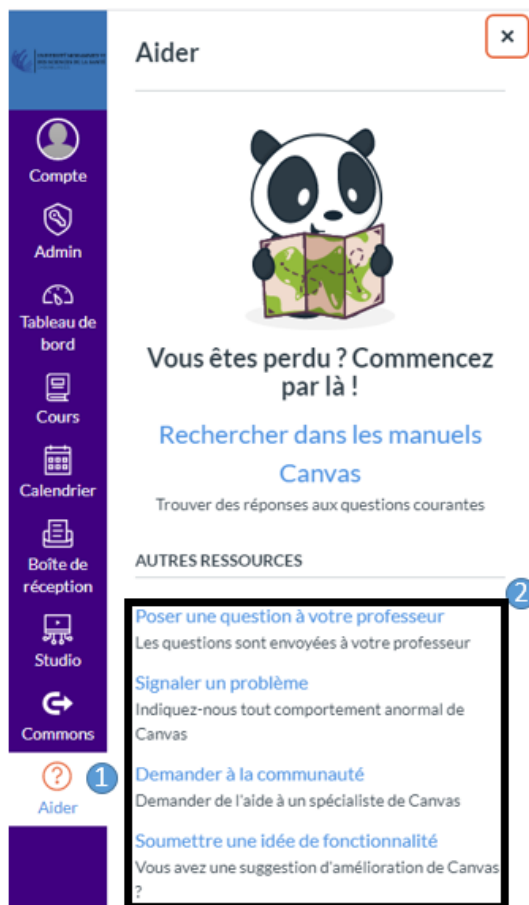 Compte
Admin
Tableau de
bord
Cours
Calendrier
Boîte de
réception
Studio
Commons
1
Aider
Aider
×
Vous êtes perdu ? Commencez
par là !
Rechercher dans les manuels
Canvas
Trouver des réponses aux questions courantes
AUTRES RESSOURCES
2
Poser une question à votre professeur
Les questions sont envoyées à votre professeur
Signaler un problème
Indiquez-nous tout comportement anormal de
Canvas
Demander à la communauté
Demander de l'aide à un spécialiste de Canvas
Soumettre une idée de fonctionnalité
Vous avez une suggestion d'amélioration de Canvas
?